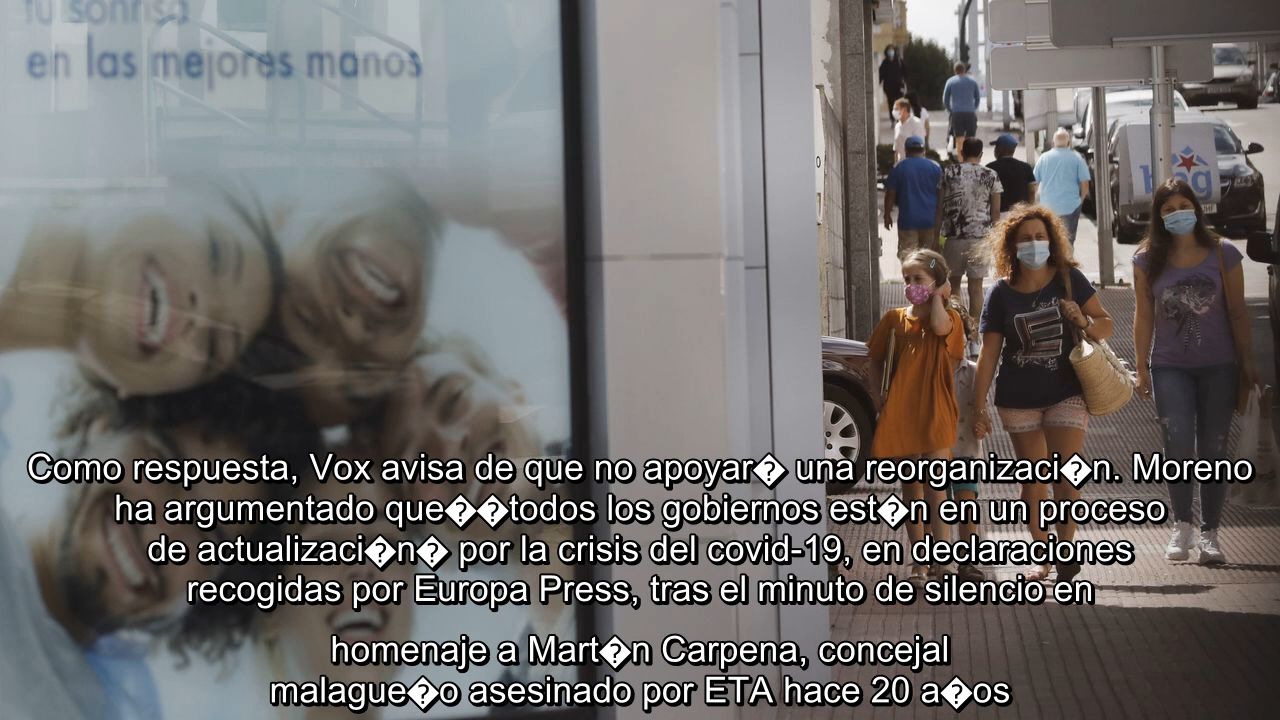 tu sonrisa
en las mejores manos
bng
Como respuesta, Vox avisa de que no apoyar� una reorganizaci�n. Moreno
ha argumentado que��todos los gobiernos est�n en un proceso
de actualizaci�n� por la crisis del covid-19, en declaraciones
recogidas por Europa Press, tras el minuto de silencio en
homenaje a Mart�n Carpena, concejal
malague�o asesinado por ETA hace 20 a�os